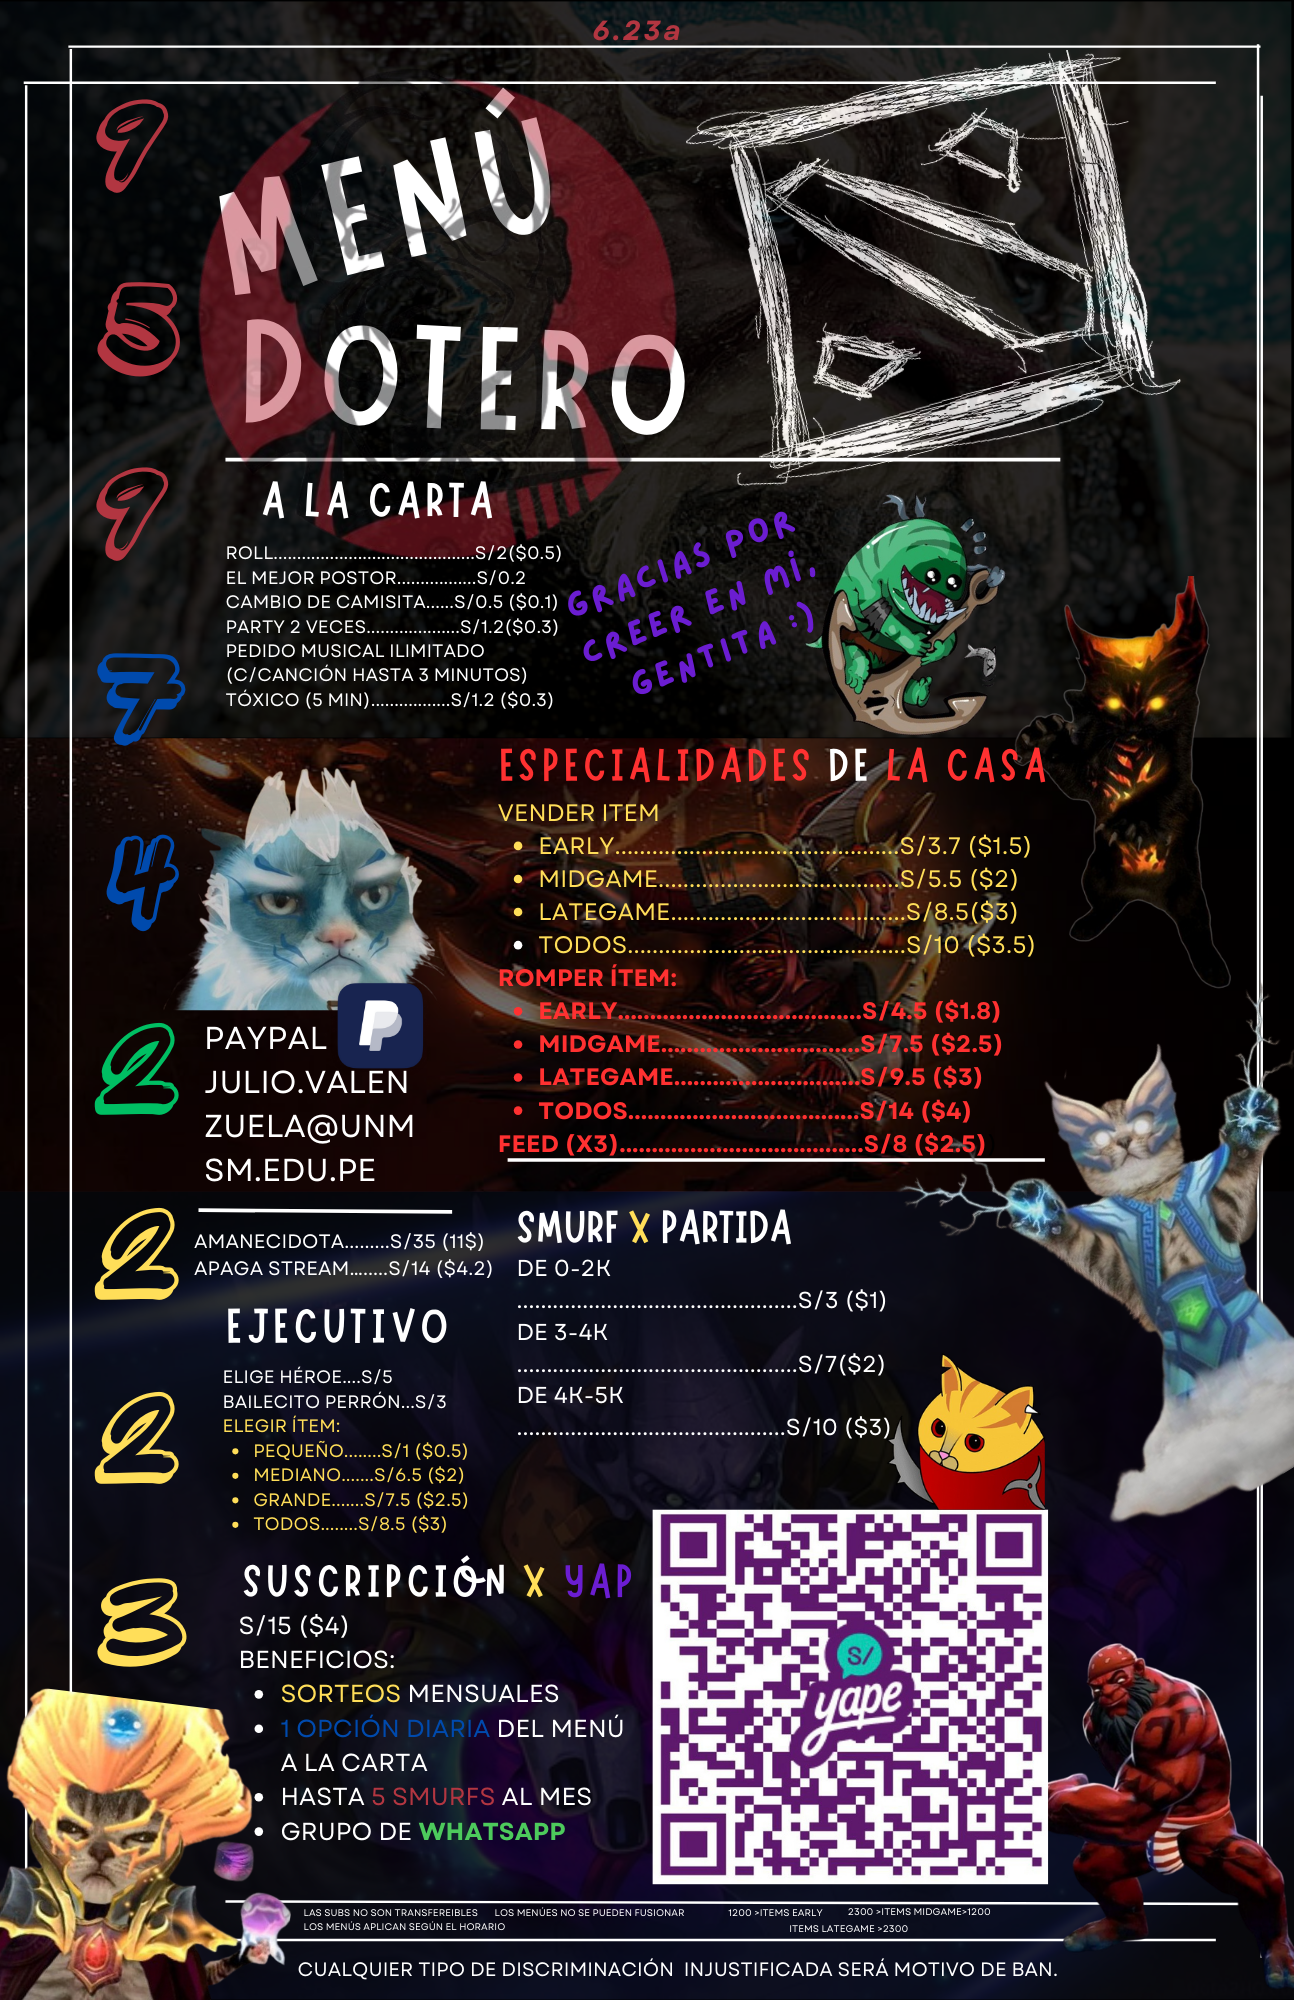 6.23a
9
5
9
7
4
2
2
2
3
MENÚ
DOTERO
A LA CARTA
ROLL...........................................S/2($0.5)
EL MEJOR POSTOR.................S/0.2
CAMBIO DE CAMISITA......S/0.5 ($0.1)
PARTY 2 VECES....................S/1.2($0.3)
PEDIDO MUSICAL ILIMITADO
(C/CANCIÓN HASTA 3 MINUTOS)
TÓXICO (5 MIN).................S/1.2 ($0.3)
GRACIAS POR
CREER EN MÍ,
GENTITA :)
ESPECIALIDADES DE LA CASA
VENDER ITEM
• EARLY...............................................S/3.7 ($1.5)
• MIDGAME........................................S/5.5 ($2)
• LATEGAME.......................................S/8.5($3)
• TODOS..............................................S/10 ($3.5)
ROMPER ÍTEM:
• EARLY........................................S/4.5 ($1.8)
• MIDGAME.................................S/7.5 ($2.5)
• LATEGAME...............................S/9.5 ($3)
• TODOS......................................S/14 ($4)
FEED (X3)........................................S/8 ($2.5)
PAYPAL
JULIO.VALEN
ZUELA@UNM
SM.EDU.PE
AMANECIDOTA.........S/35 (11$)
APAGA STREAM........S/14 ($4.2)
EJECUTIVO
ELIGE HÉROE....S/5
BAILECITO PERRÓN...S/3
ELEGIR ÍTEM:
• PEQUEÑO........S/1 ($0.5)
• MEDIANO.......S/6.5 ($2)
• GRANDE.......S/7.5 ($2.5)
• TODOS........S/8.5 ($3)
SMURF X PARTIDA
DE 0-2K
..............................................S/3 ($1)
DE 3-4K
..............................................S/7($2)
DE 4K-5K
............................................S/10 ($3)
SUSCRIPCIÓN X YAP
S/15 ($4)
BENEFICIOS:
• SORTEOS MENSUALES
• 1 OPCIÓN DIARIA DEL MENÚ
A LA CARTA
• HASTA 5 SMURFS AL MES
• GRUPO DE WHATSAPP
S/
yape
LAS SUBS NO SON TRANSFEREIBLES LOS MENÚES NO SE PUEDEN FUSIONAR 1200 >ITEMS EARLY 2300 >ITEMS MIDGAME>1200
LOS MENÚS APLICAN SEGÚN EL HORARIO ITEMS LATEGAME >2300
CUALQUIER TIPO DE DISCRIMINACIÓN INJUSTIFICADA SERÁ MOTIVO DE BAN.